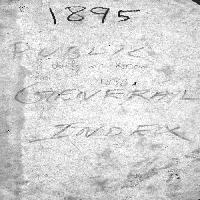 1895
PUBLIC
GENERAL
INDEX